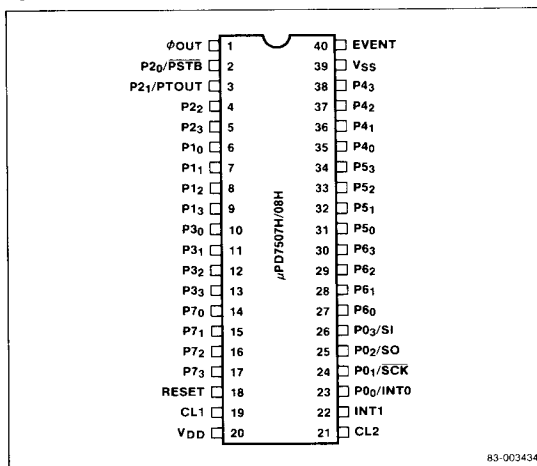 ϕOUT 1 40 EVENT
P2₀/P̅S̅T̅B̅ 2 39 VSS
P2₁/PTOUT 3 38 P4₃
P2₂ 4 37 P4₂
P2₃ 5 36 P4₁
P1₀ 6 35 P4₀
P1₁ 7 34 P5₃
P1₂ 8 33 P5₂
P1₃ 9 32 P5₁
P3₀ 10 31 P5₀
P3₁ 11 30 P6₃
P3₂ 12 29 P6₂
P3₃ 13 28 P6₁
P7₀ 14 27 P6₀
P7₁ 15 26 P0₃/SI
P7₂ 16 25 P0₂/SO
P7₃ 17 24 P0₁/S̅C̅K̅
RESET 18 23 P0₀/INT0
CL1 19 22 INT1
VDD 20 21 CL2
μPD7507H/08H
83-003434